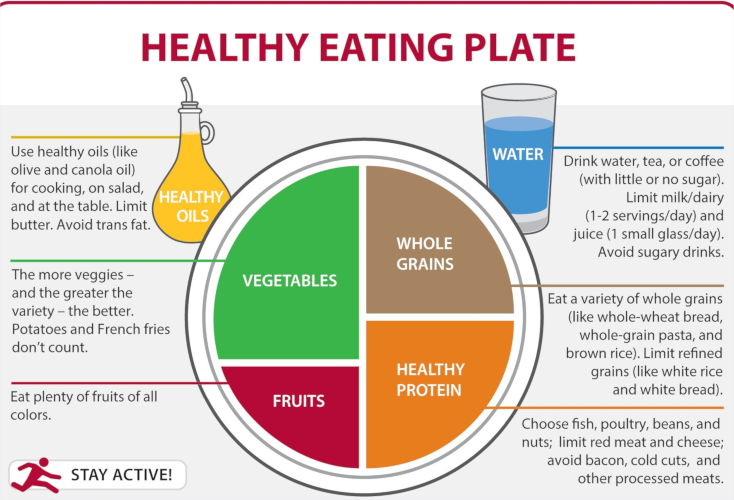 HEALTHY EATING PLATE
Use healthy oils (like
olive and canola oil)
for cooking, on salad,
and at the table. Limit
butter. Avoid trans fat.
HEALTHY
OILS
WATER
Drink water, tea, or coffee
(with little or no sugar).
Limit milk/dairy
(1-2 servings/day) and
juice (1 small glass/day).
Avoid sugary drinks.
The more veggies –
and the greater the
variety – the better.
Potatoes and French fries
don’t count.
VEGETABLES
WHOLE
GRAINS
Eat a variety of whole grains
(like whole-wheat bread,
whole-grain pasta, and
brown rice). Limit refined
grains (like white rice
and white bread).
Eat plenty of fruits of all
colors.
FRUITS
HEALTHY
PROTEIN
Choose fish, poultry, beans, and
nuts; limit red meat and cheese;
avoid bacon, cold cuts, and
other processed meats.
STAY ACTIVE!